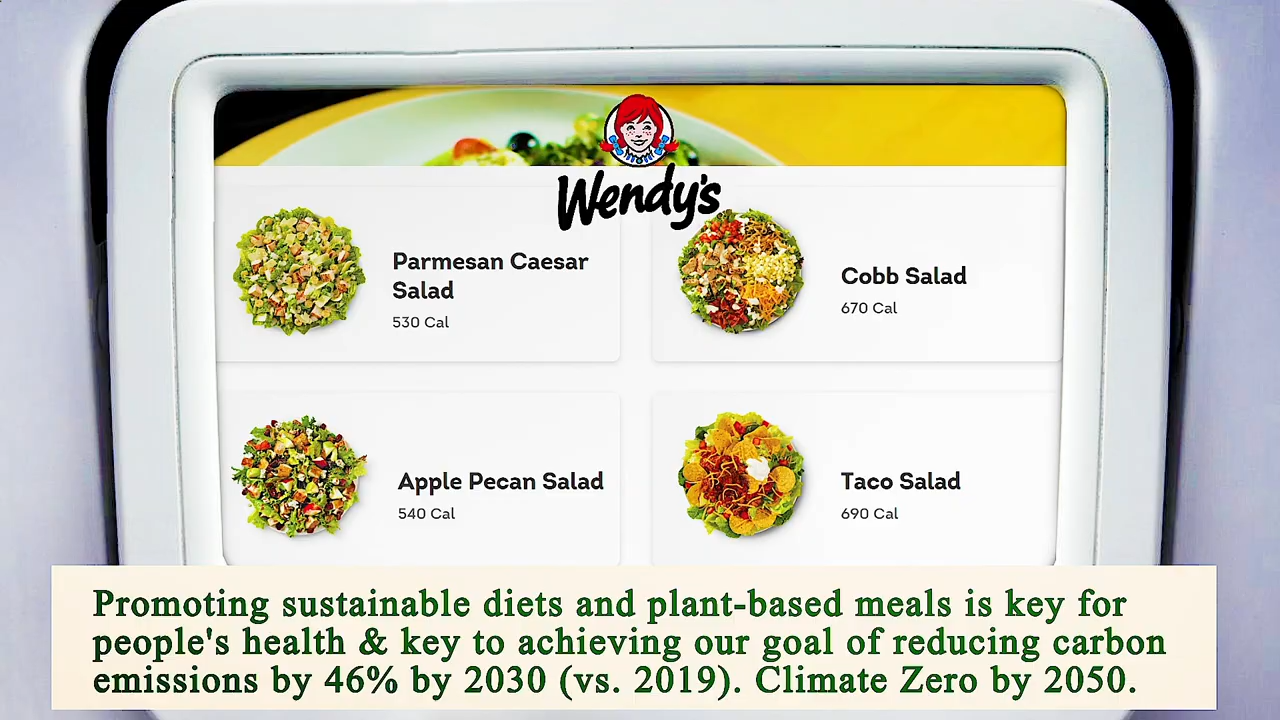 Wendy's
Parmesan Caesar
Salad
530 Cal
Cobb Salad
670 Cal
Apple Pecan Salad
540 Cal
Taco Salad
690 Cal
Promoting sustainable diets and plant-based meals is key for
people's health & key to achieving our goal of reducing carbon
emissions by 46% by 2030 (vs. 2019). Climate Zero by 2050.